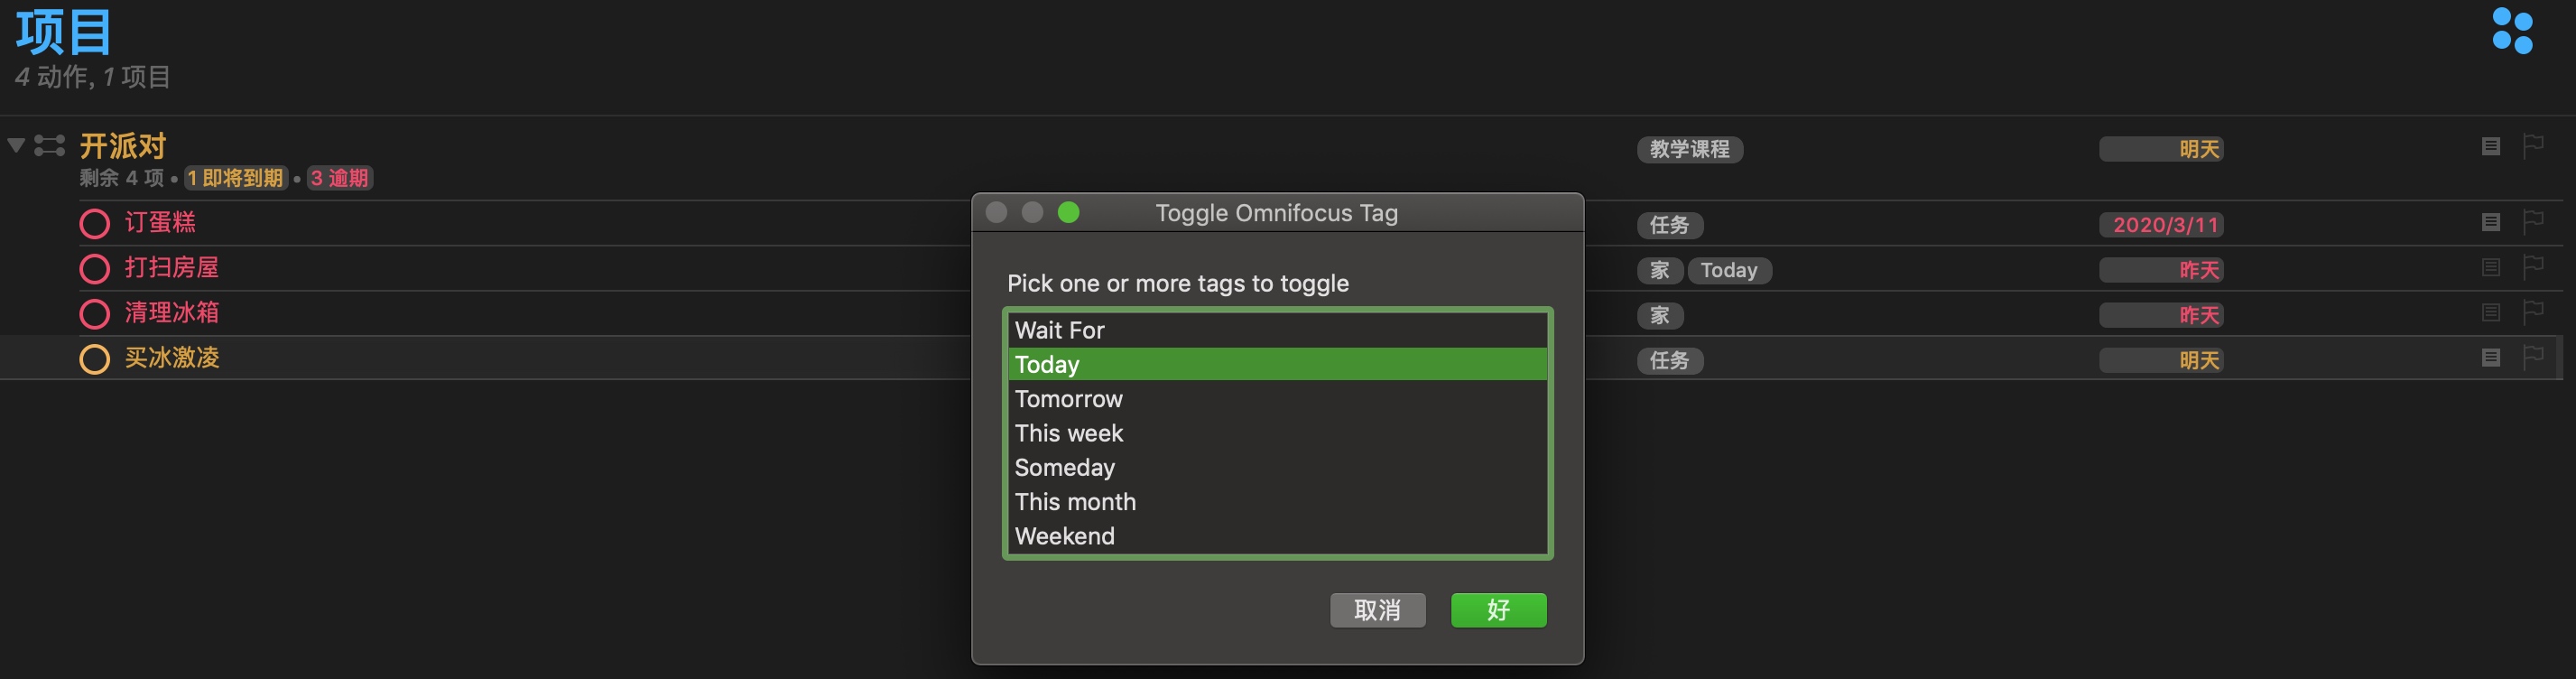 项目
4 动作, 1 项目
开派对 教学课程 明天
剩余 4 项 • 1 即将到期 • 3 逾期
订蛋糕 任务 2020/3/11
打扫房屋 家 Today 昨天
清理冰箱 家 昨天
买冰激凌 任务 明天
Toggle Omnifocus Tag
Pick one or more tags to toggle
Wait For
Today
Tomorrow
This week
Someday
This month
Weekend
取消 好